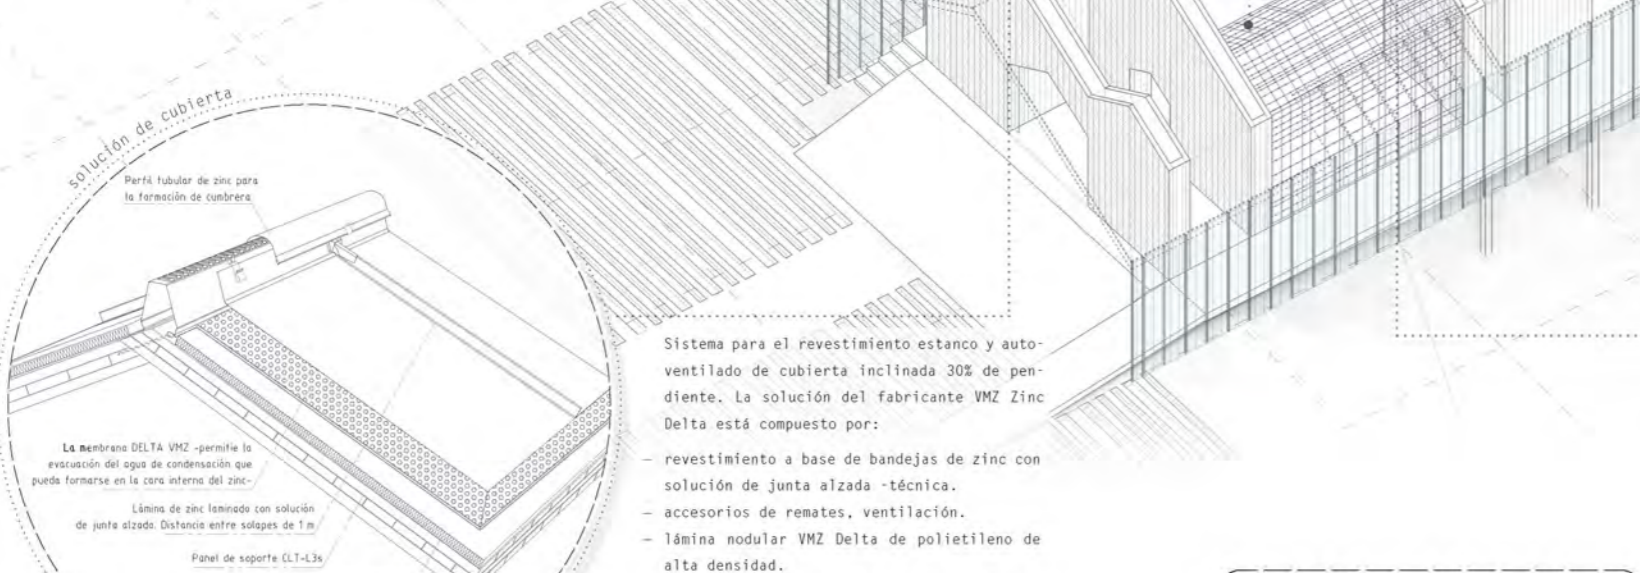 solución de cubierta
Perfil tubular de zinc para
la formación de cumbrera
La membrana DELTA VMZ -permitie la
evacuación del agua de condensación que
pueda formarse en la cara interna del zinc-
Lámina de zinc laminado con solución
de junta alzada. Distancia entre solapes de 1 m
Panel de soporte CLT-L3s
Sistema para el revestimiento estanco y auto-
ventilado de cubierta inclinada 30% de pen-
diente. La solución del fabricante VMZ Zinc
Delta está compuesto por:
– revestimiento a base de bandejas de zinc con
solución de junta alzada -técnica.
– accesorios de remates, ventilación.
– lámina nodular VMZ Delta de polietileno de
alta densidad.